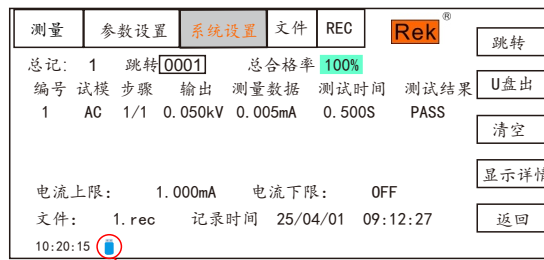 测量 参数设置 系统设置 文件 REC Rek®
跳转
总记: 1 跳转 0001 总合格率 100%
编号 试模 步骤 输出 测量数据 测试时间 测试结果
U盘出
1 AC 1/1 0.050kV 0.005mA 0.500S PASS
清空
显示详情
电流上限: 1.000mA 电流下限: OFF
文件: 1.rec 记录时间 25/04/01 09:12:27
返回
10:20:15